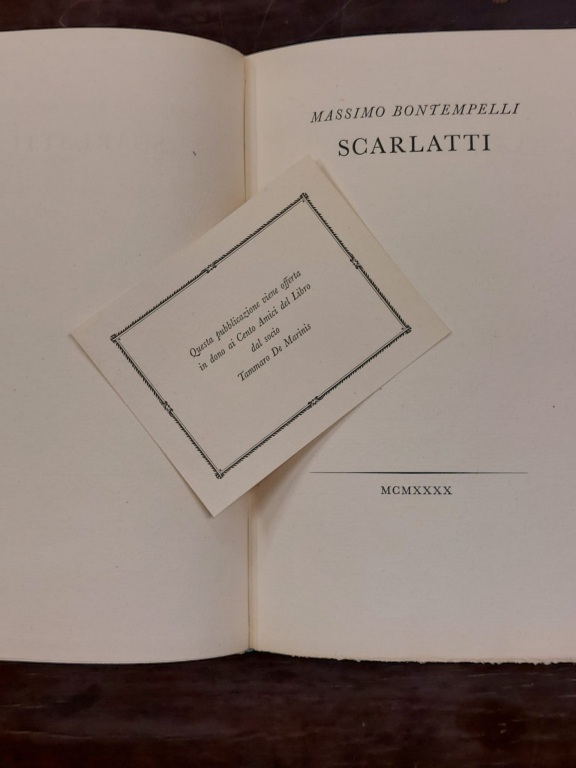 MASSIMO BONTEMPELLI
SCARLATTI
Questa pubblicazione viene offerta
in dono ai Cento Amici del Libro
dal socio
Tammaro De Marinis
MCMXXXX